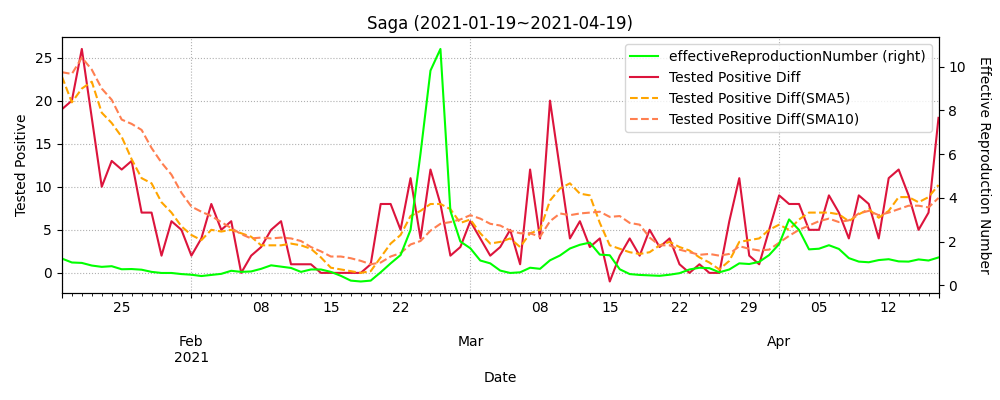 Saga (2021-01-19~2021-04-19)
effectiveReproductionNumber (right)
Tested Positive Diff
Tested Positive Diff(SMA5)
Tested Positive Diff(SMA10)
Tested Positive
25
20
15
10
5
0
Effective Reproduction Number
10
8
6
4
2
0
25 08 15 22 08 15 22 29 05 12
Feb Mar Apr
2021
Date